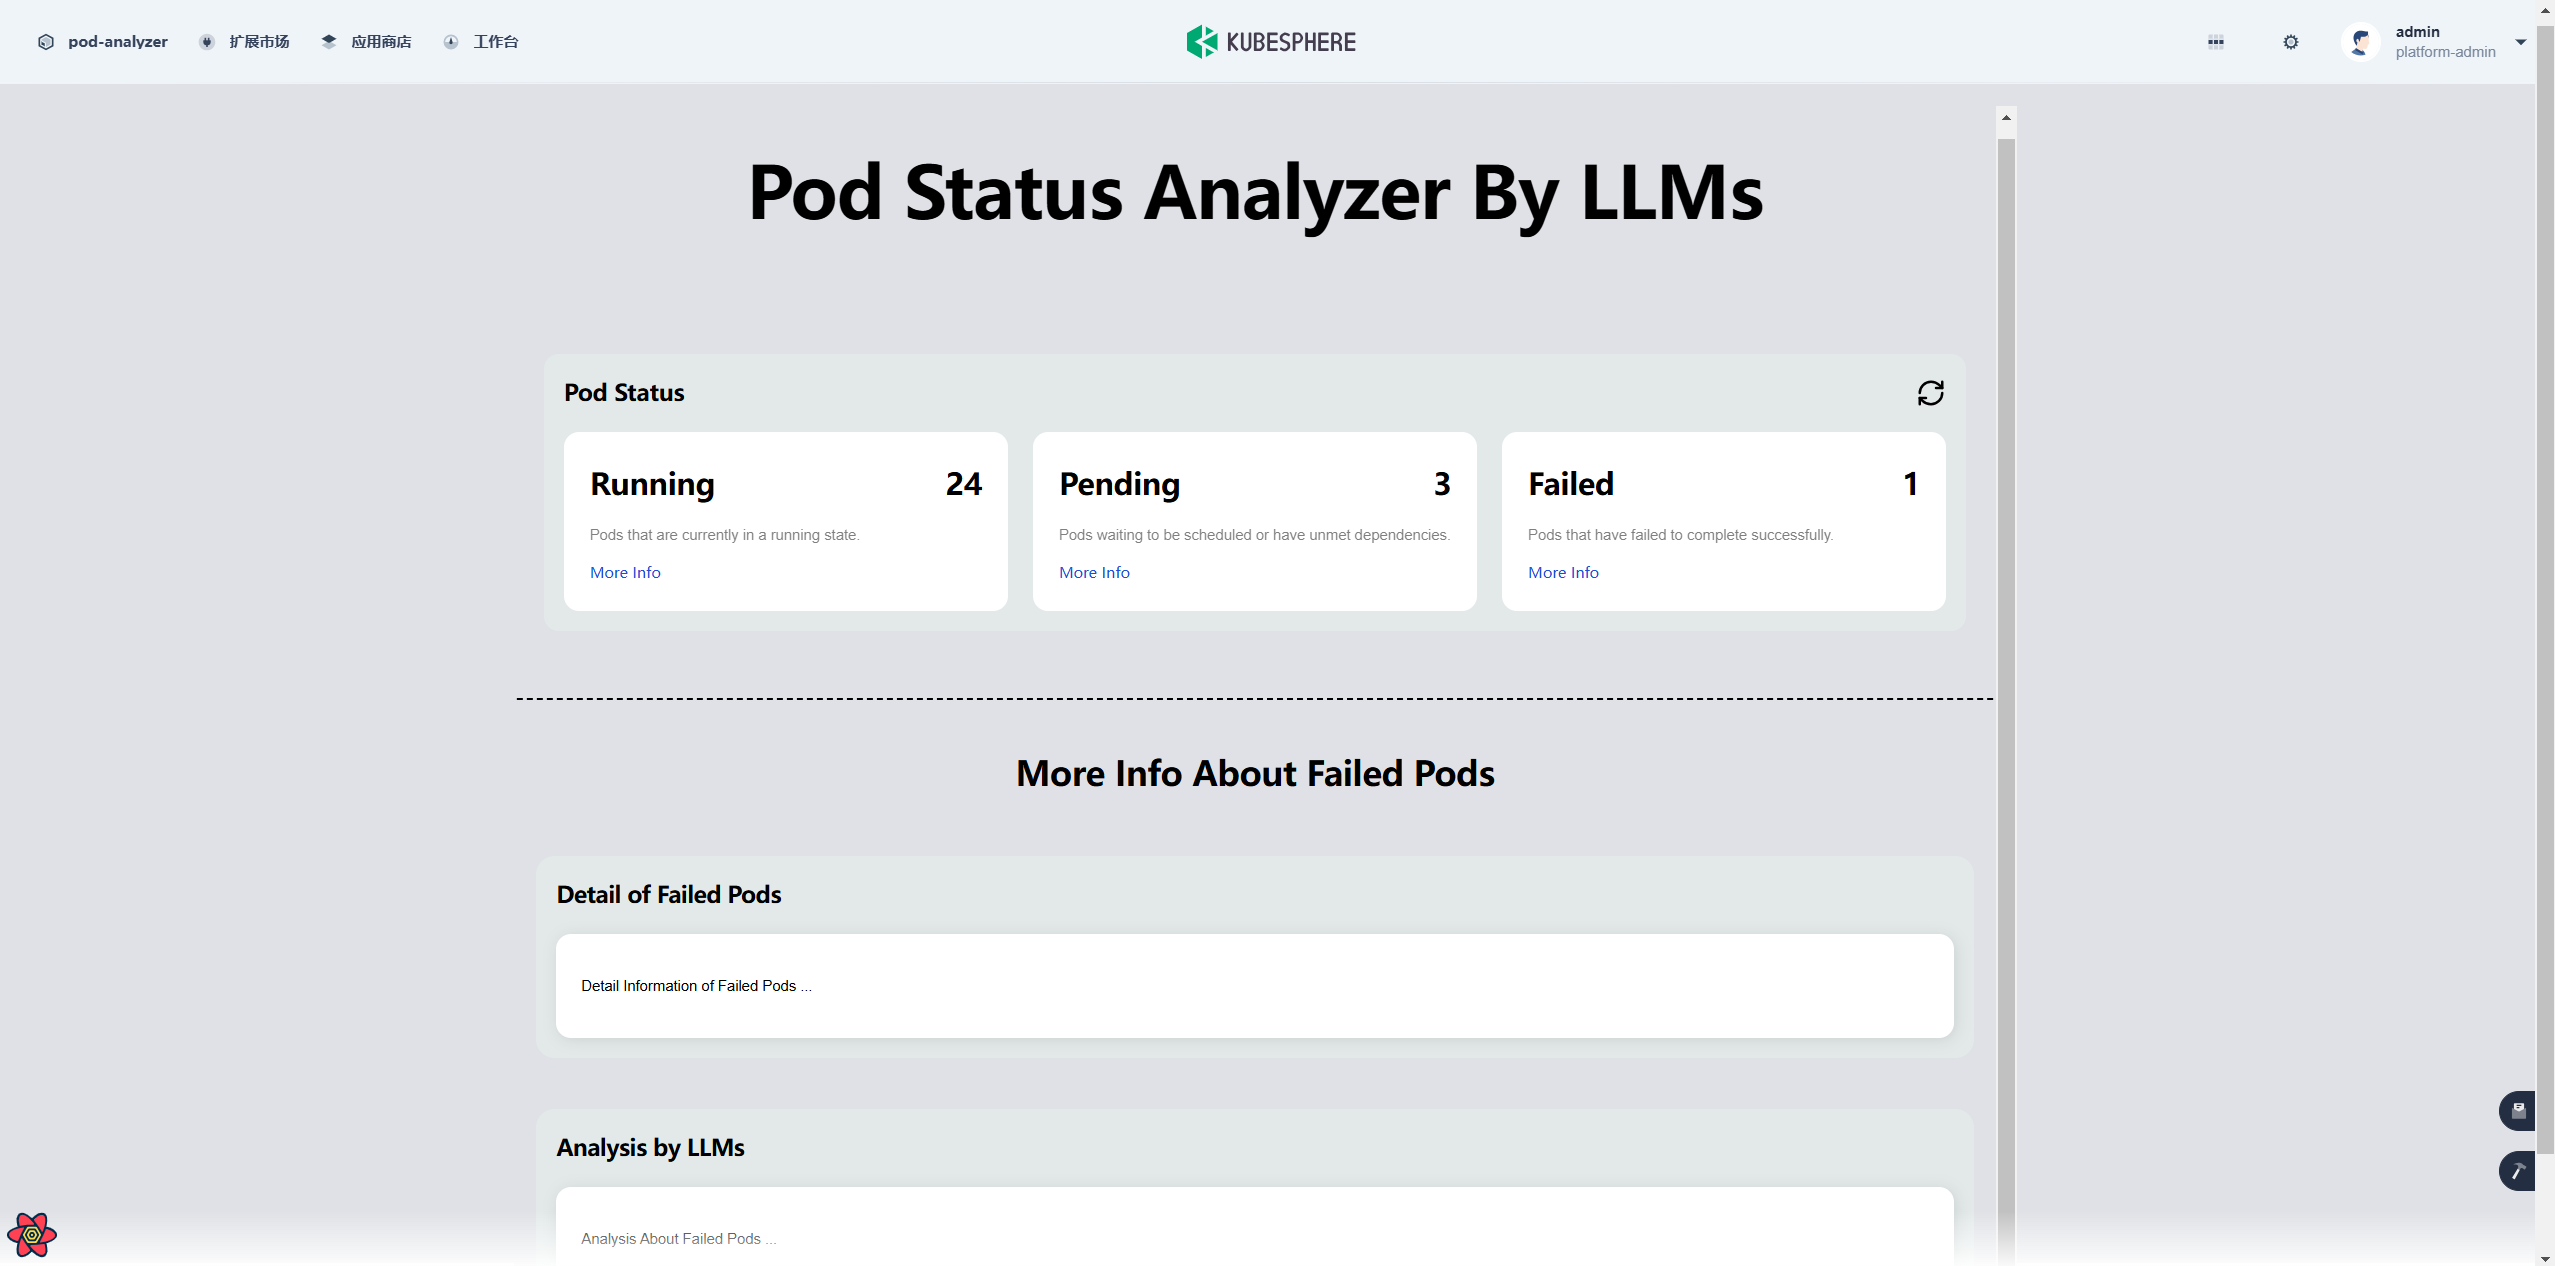 pod-analyzer 扩展市场 应用商店 工作台 KUBESPHERE admin
platform-admin
Pod Status Analyzer By LLMs
Pod Status
Running 24 Pending 3 Failed 1
Pods that are currently in a running state. Pods waiting to be scheduled or have unmet dependencies. Pods that have failed to complete successfully.
More Info More Info More Info
More Info About Failed Pods
Detail of Failed Pods
Detail Information of Failed Pods ...
Analysis by LLMs
Analysis About Failed Pods ...